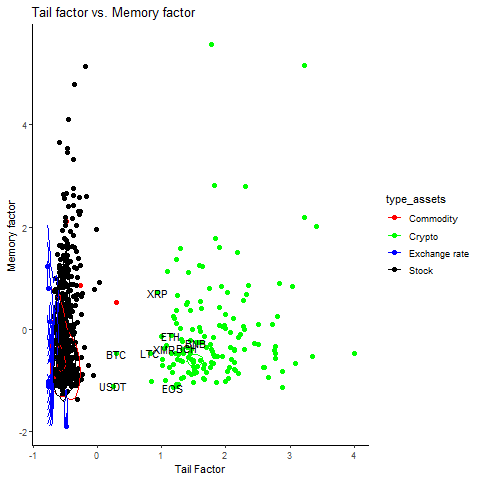 Tail factor vs. Memory factor
Memory factor
4
2
0
-2
-1
0
1
2
3
4
Tail Factor
XRP
ETH
BNB
LTC
XMR
BCH
BTC
USDT
EOS
type_assets
Commodity
Crypto
Exchange rate
Stock